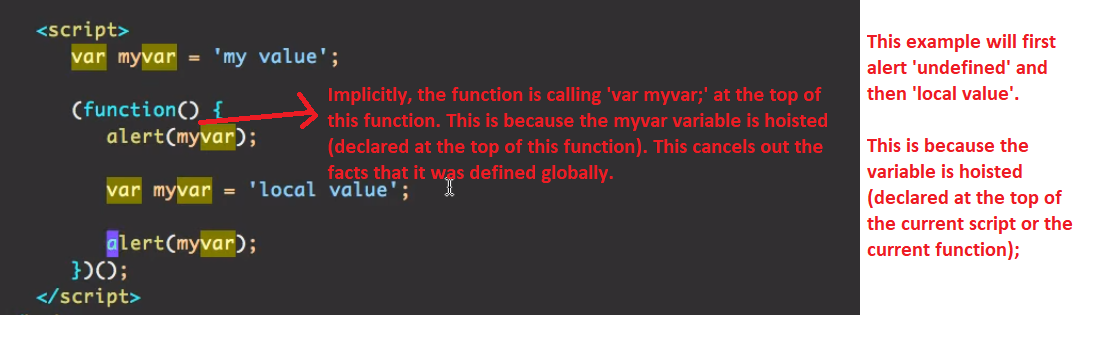 <script>
var myvar = 'my value';
(function() {
alert(myvar);
var myvar = 'local value';
alert(myvar);
})();
</script>
Implicitly, the function is calling 'var myvar;' at the top of
this function. This is because the myvar variable is hoisted
(declared at the top of this function). This cancels out the
facts that it was defined globally.
This example will first
alert 'undefined' and
then 'local value'.
This is because the
variable is hoisted
(declared at the top of
the current script or the
current function);